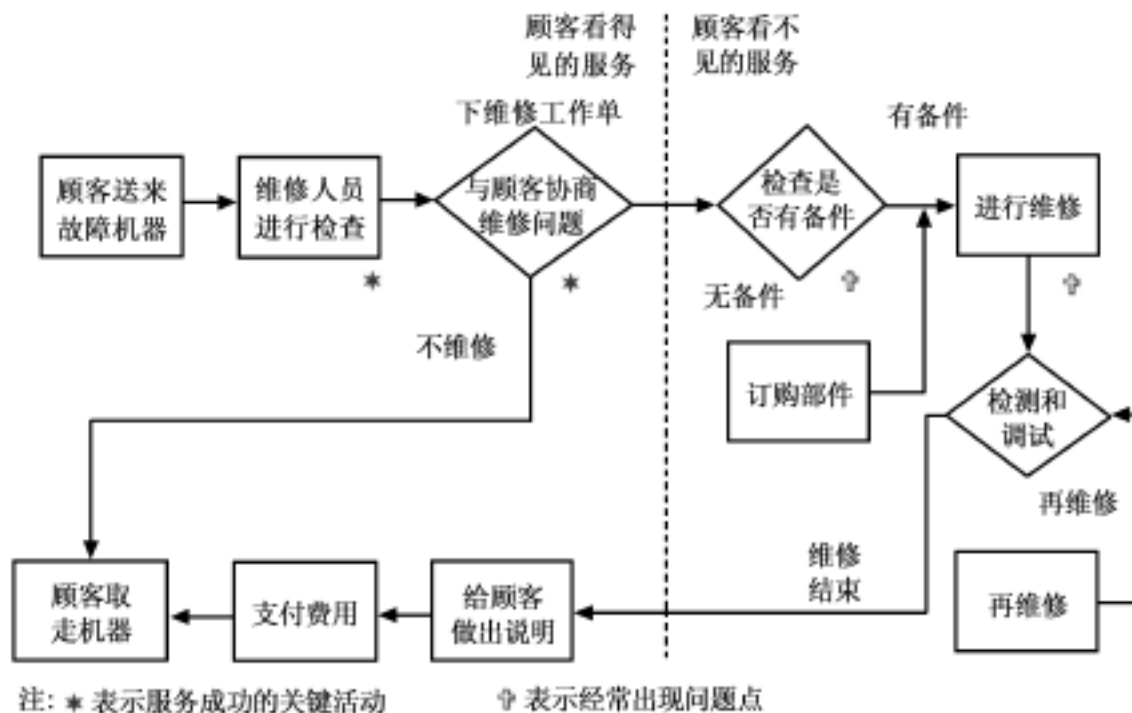 顾客看得
见的服务
顾客看不
见的服务
下维修工作单
有备件
顾客送来
故障机器
维修人员
进行检查
与顾客协商
维修问题
检查是
否有备件
进行维修
*
*
✞
✞
无备件
不维修
订购部件
检测和
调试
再维修
维修
结束
顾客取
走机器
支付费用
给顾客
做出说明
再维修
注: * 表示服务成功的关键活动
✞ 表示经常出现问题点